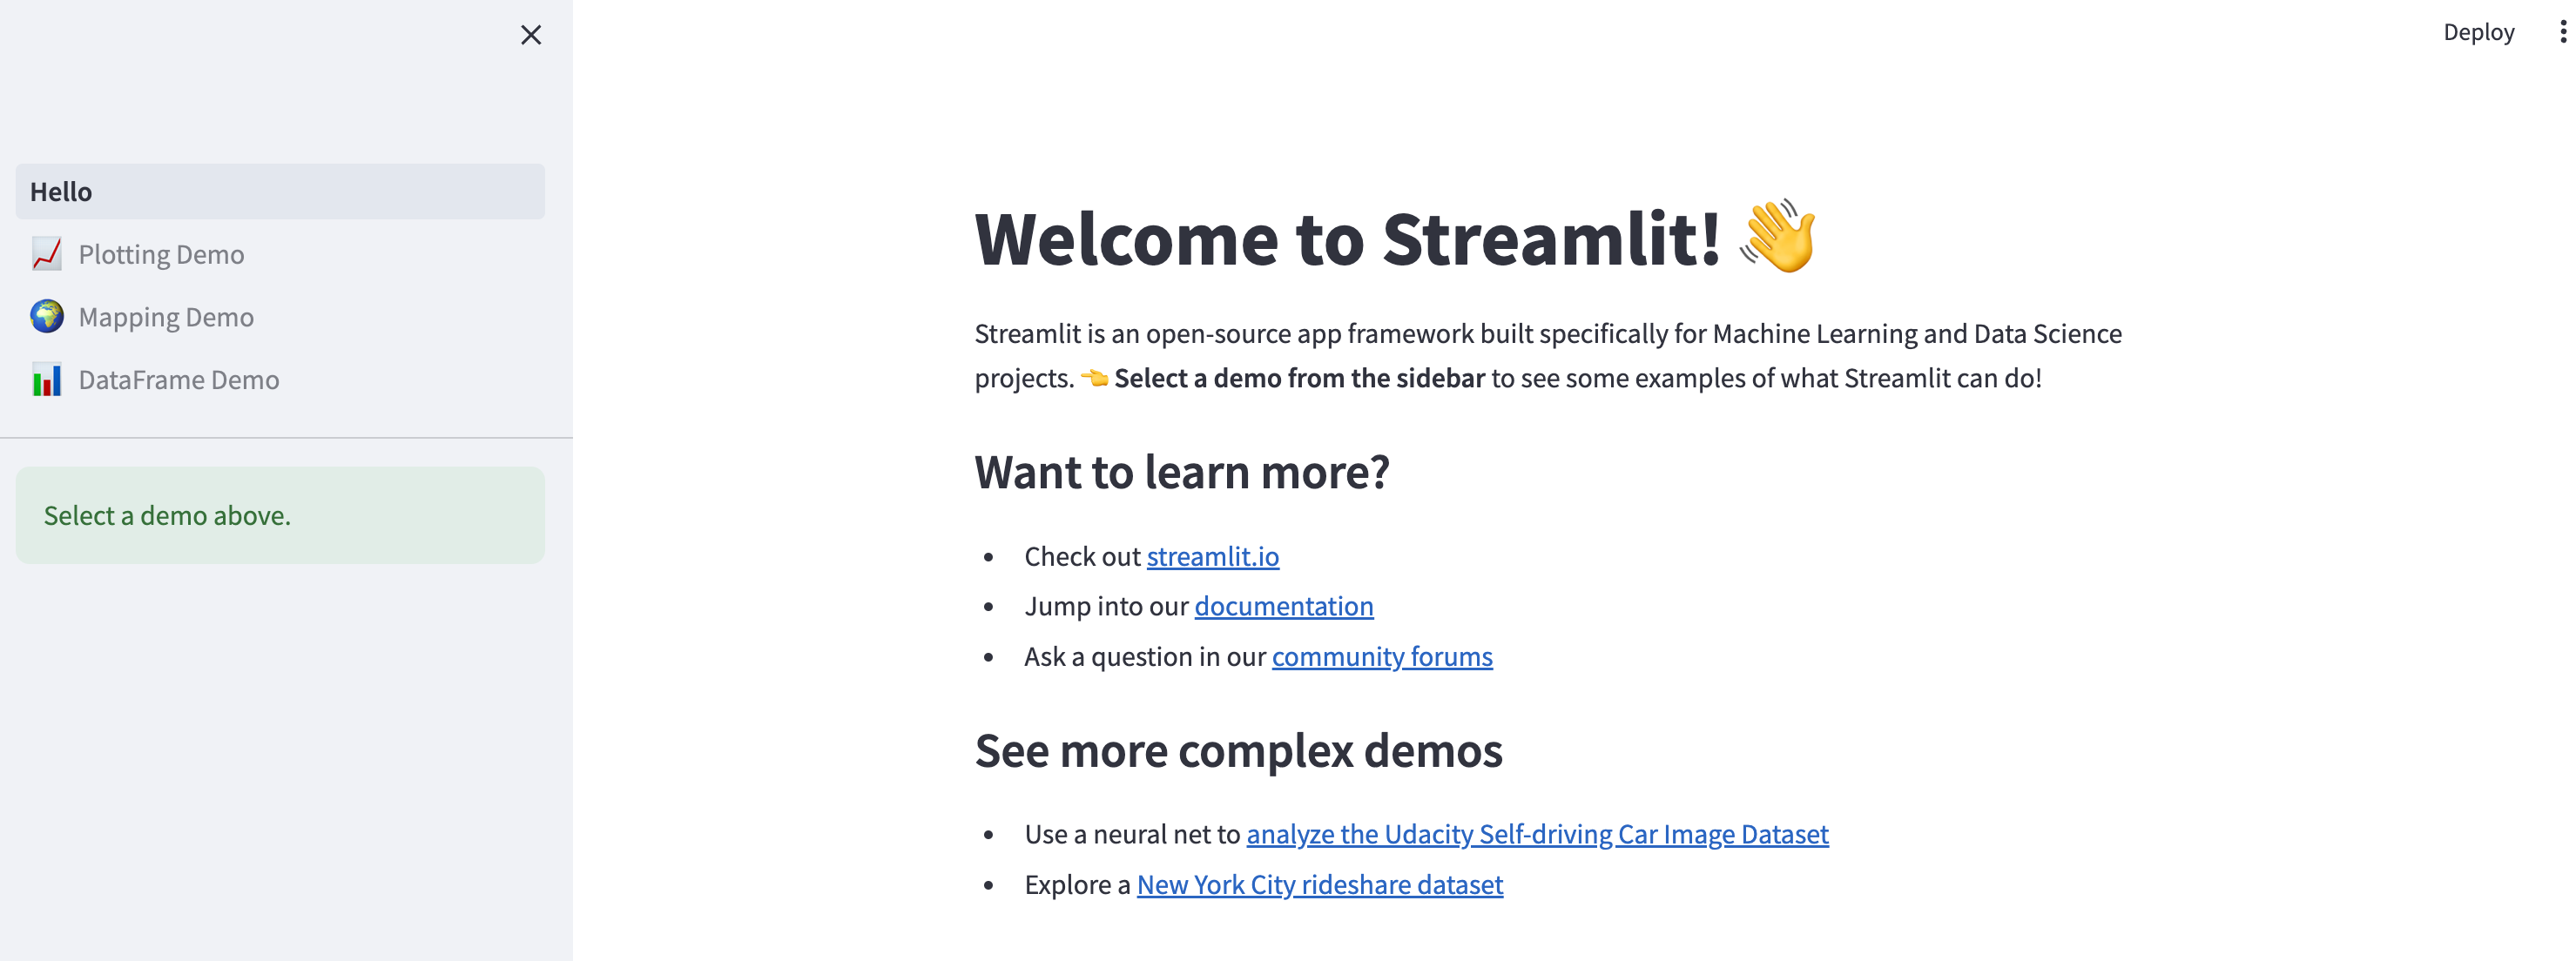 Deploy
Hello
Plotting Demo
Mapping Demo
DataFrame Demo
Select a demo above.
Welcome to Streamlit! 👋
Streamlit is an open-source app framework built specifically for Machine Learning and Data Science
projects. 👈 Select a demo from the sidebar to see some examples of what Streamlit can do!
Want to learn more?
• Check out streamlit.io
• Jump into our documentation
• Ask a question in our community forums
See more complex demos
• Use a neural net to analyze the Udacity Self-driving Car Image Dataset
• Explore a New York City rideshare dataset